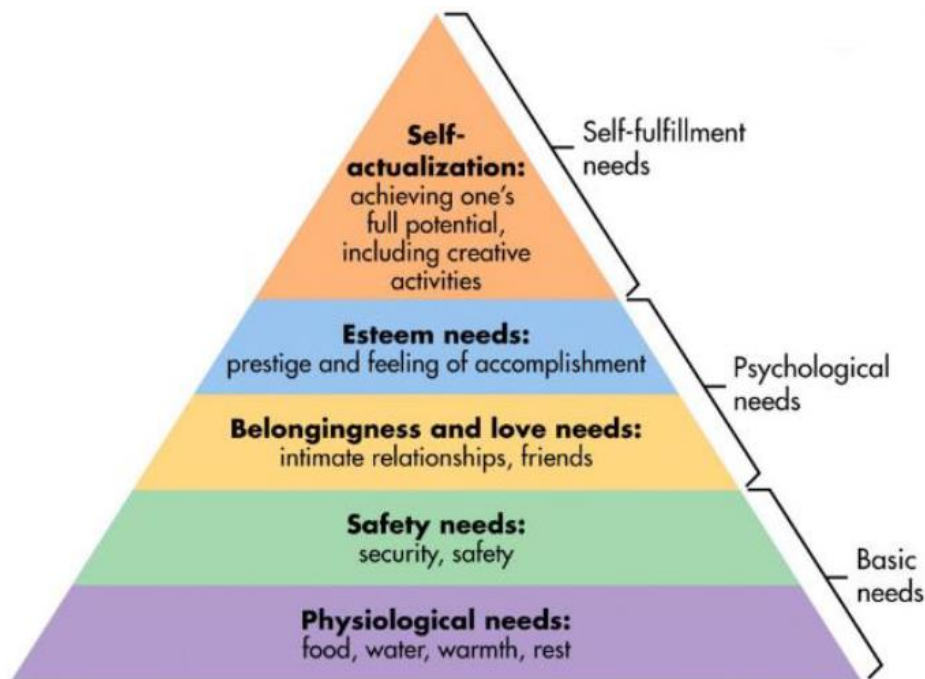 Self-
actualization:
achieving one's
full potential,
including creative
activities
Self-fulfillment
needs
Esteem needs:
prestige and feeling of accomplishment
Psychological
needs
Belongingness and love needs:
intimate relationships, friends
Safety needs:
security, safety
Basic
needs
Physiological needs:
food, water, warmth, rest